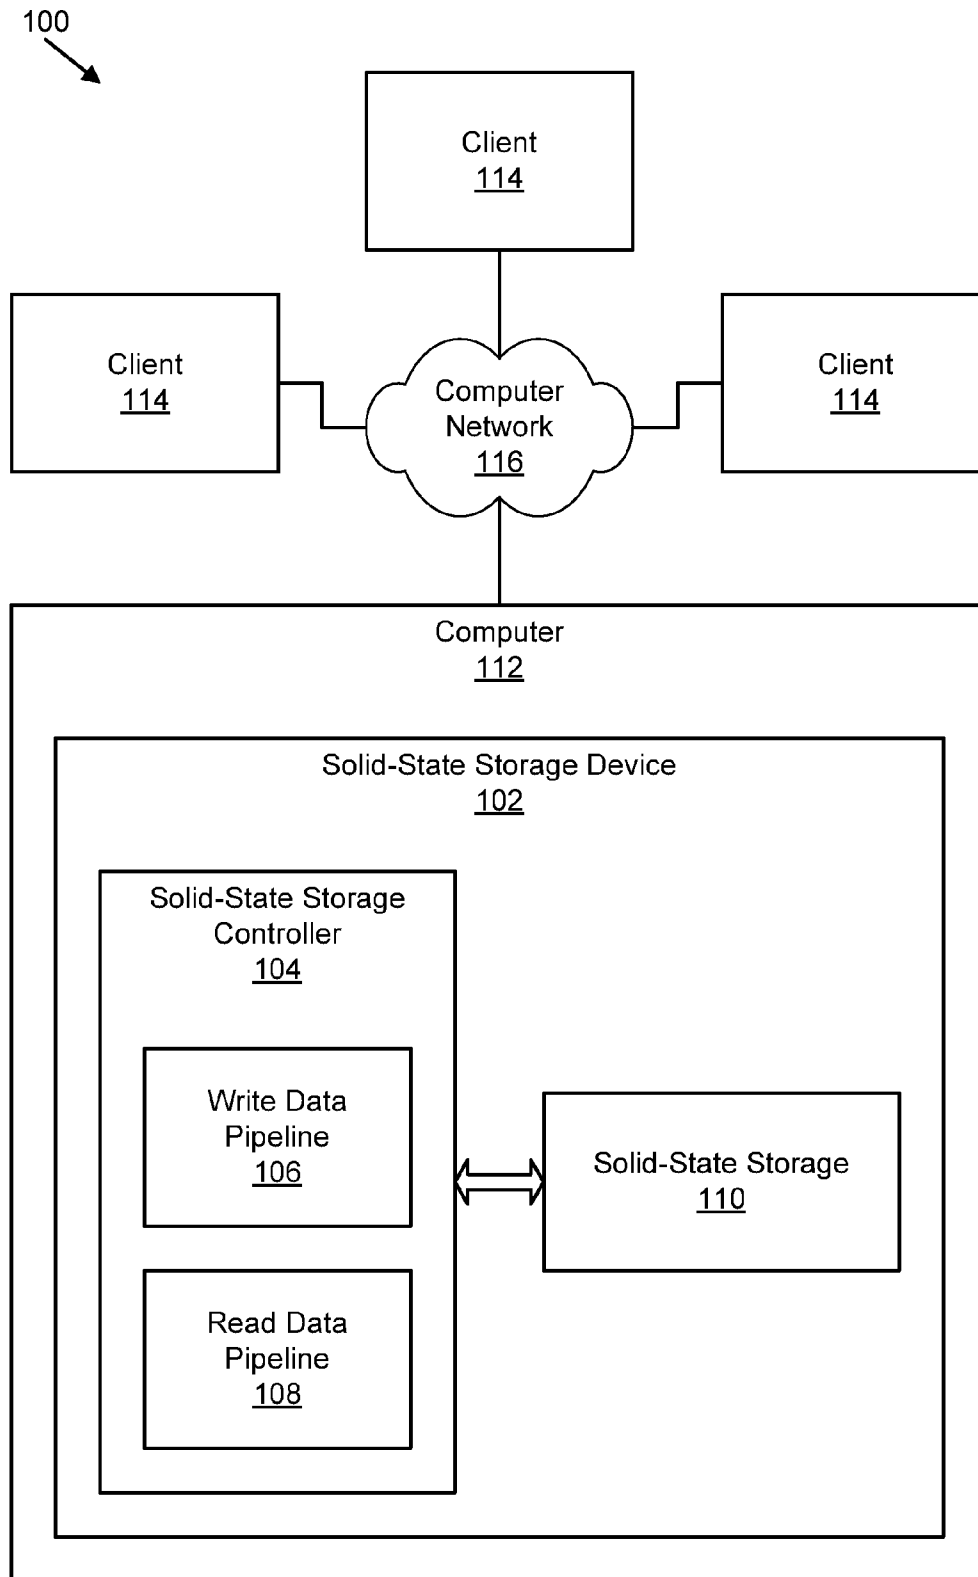 100
Client
114
Client
114
Computer
Network
116
Client
114
Computer
112
Solid-State Storage Device
102
Solid-State Storage
Controller
104
Write Data
Pipeline
106
Read Data
Pipeline
108
Solid-State Storage
110